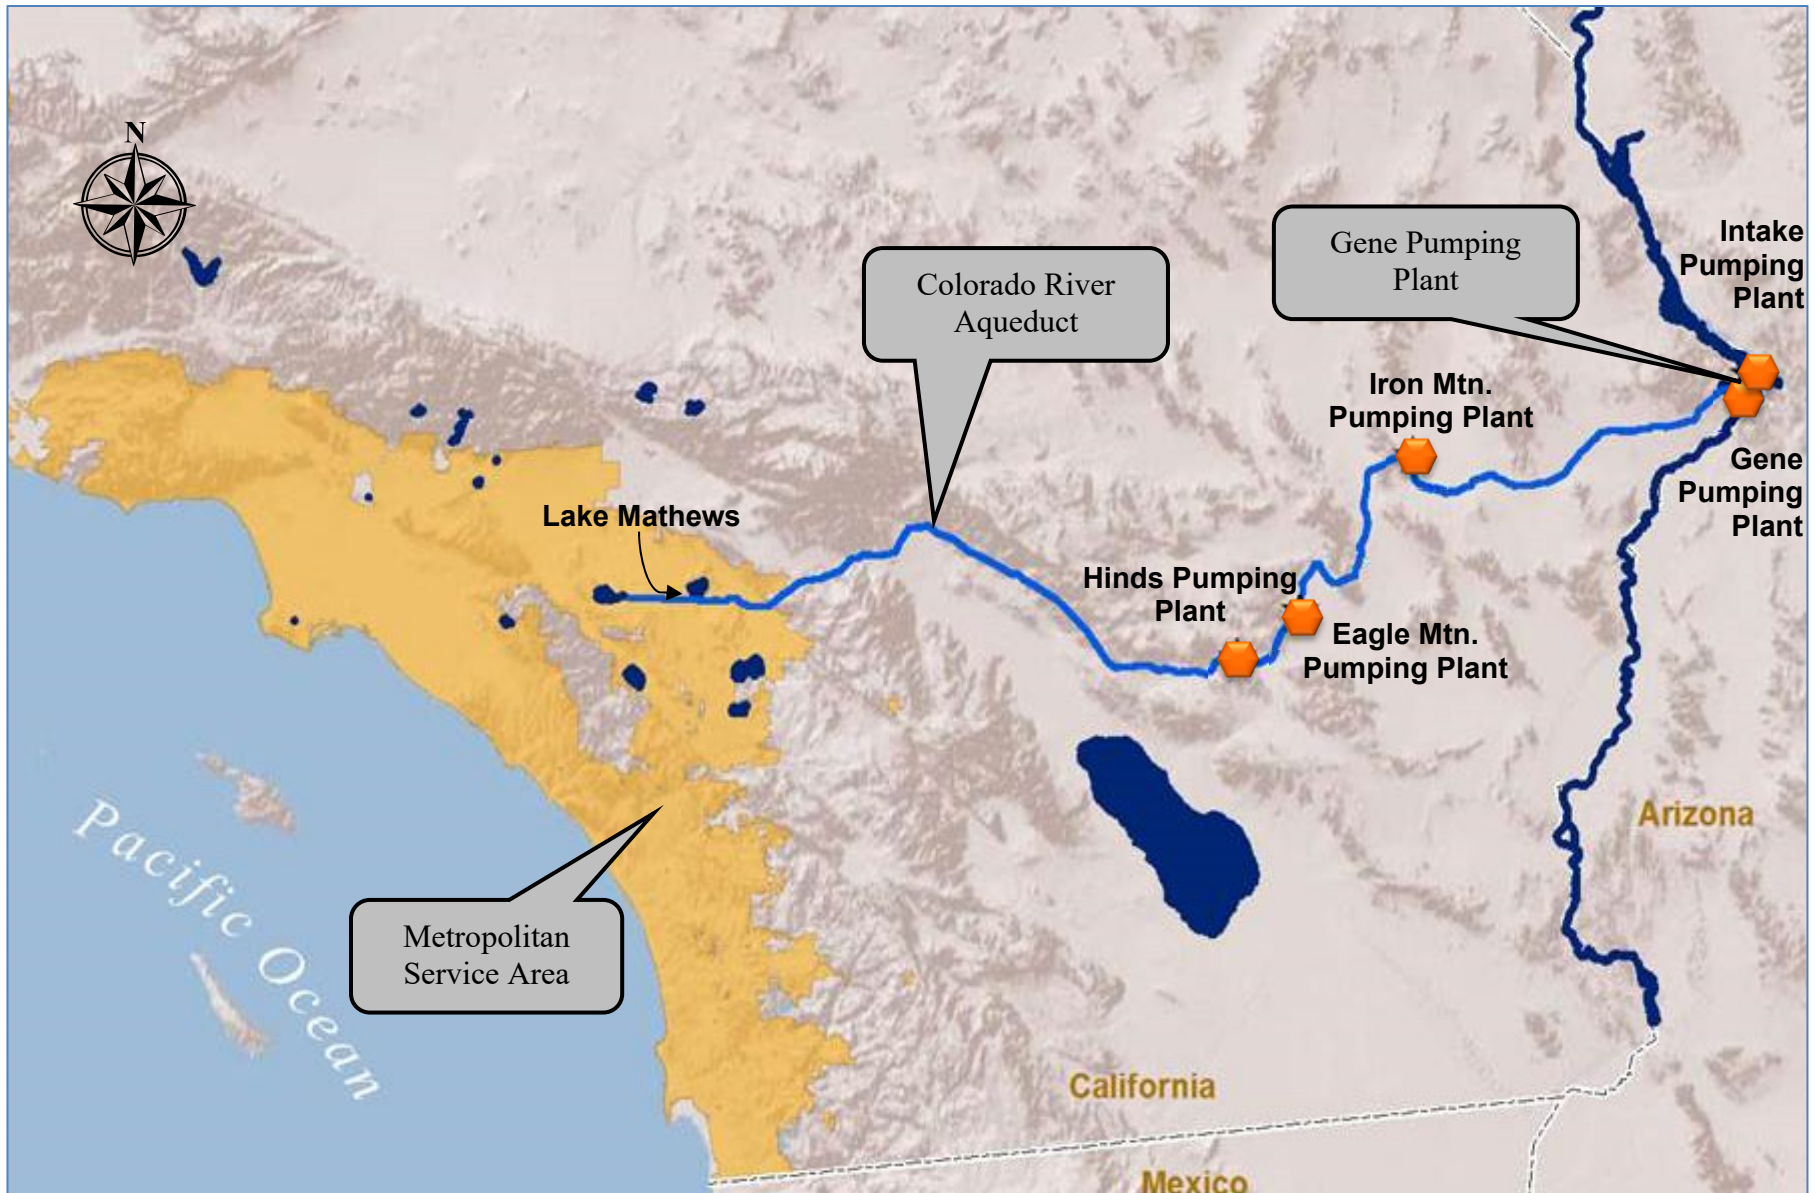 N
Intake
Pumping
Plant
Gene Pumping
Plant
Colorado River
Aqueduct
Iron Mtn.
Pumping Plant
Gene
Pumping
Plant
Lake Mathews
Hinds Pumping
Plant
Eagle Mtn.
Pumping Plant
Arizona
Pacific Ocean
Metropolitan
Service Area
California
Mexico